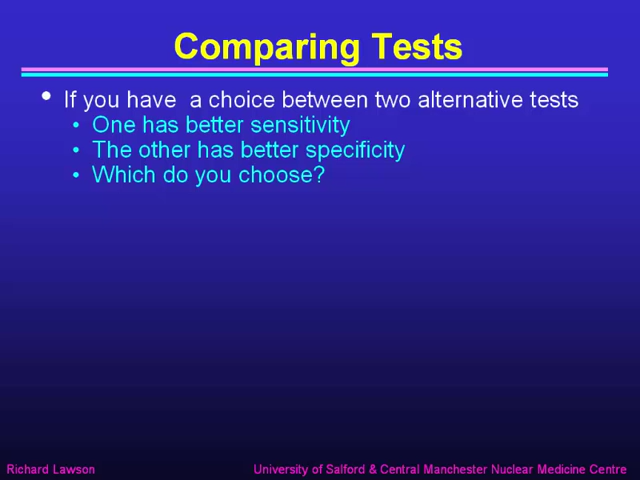 Comparing Tests
• If you have a choice between two alternative tests
• One has better sensitivity
• The other has better specificity
• Which do you choose?
Richard Lawson
University of Salford & Central Manchester Nuclear Medicine Centre